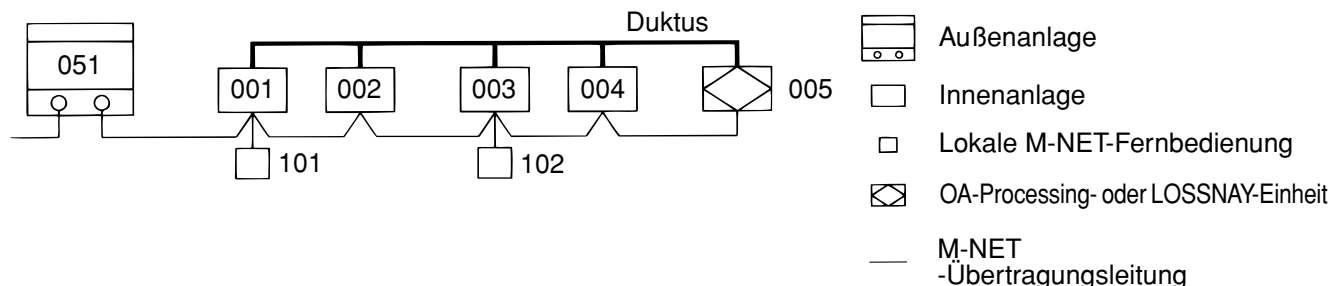 Duktus
051
001
002
003
004
005
101
102
Außenanlage
Innenanlage
Lokale M-NET-Fernbedienung
OA-Processing- oder LOSSNAY-Einheit
M-NET
-Übertragungsleitung